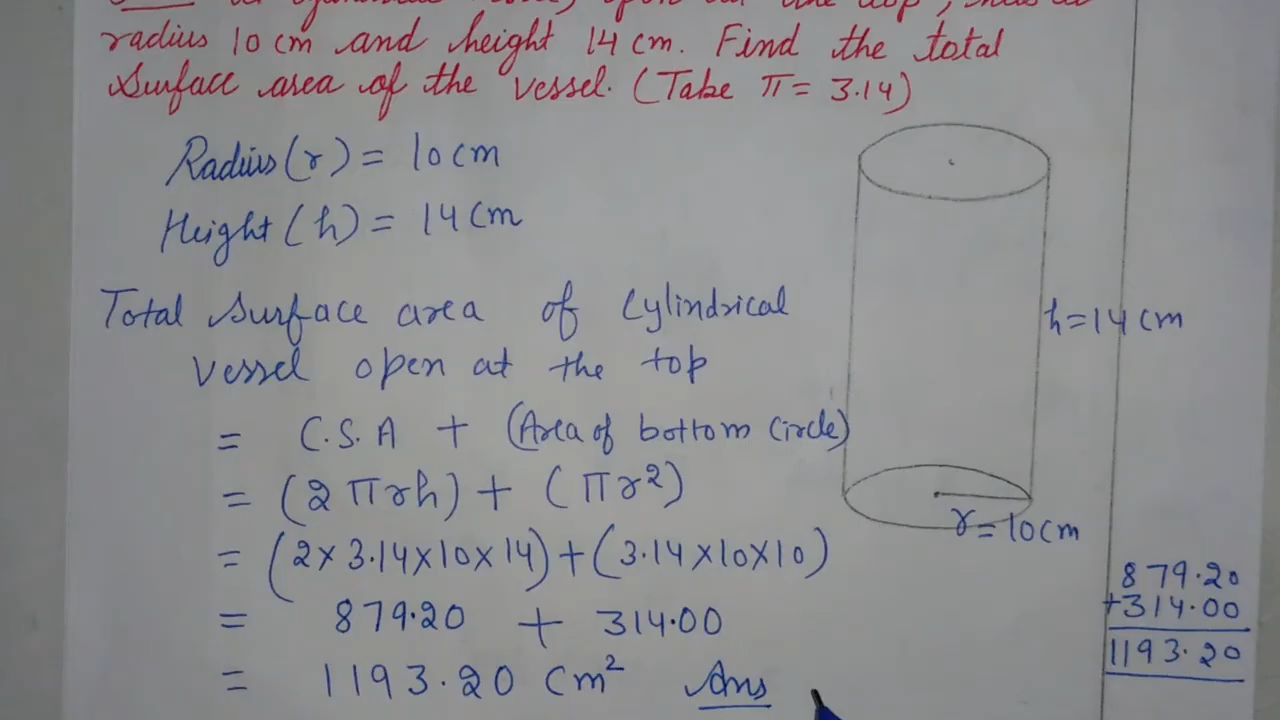 radius 10 cm and height 14 cm. Find the total
Surface area of the vessel. (Take π = 3.14)
Radius (r) = 10 cm
Height (h) = 14 cm
Total Surface area of Cylindrical
vessel open at the top
= C.S.A + (Area of bottom circle)
= (2πrh) + (πr²)
= (2×3.14×10×14) + (3.14×10×10)
= 879.20 + 314.00
= 1193.20 cm² Ans
h = 14 cm
r = 10 cm
879.20
+314.00
1193.20